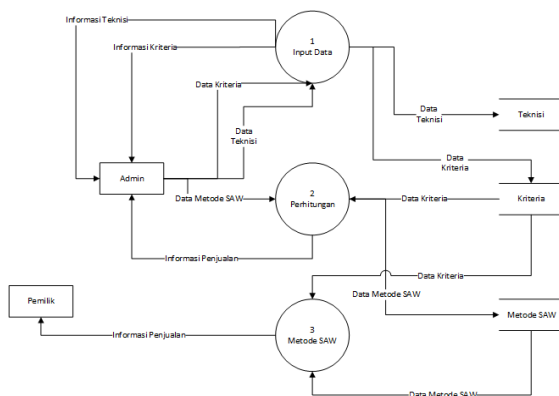 Informasi Teknisi
Informasi Kriteria
1
Input Data
Data Kriteria
Data
Teknisi
Data
Teknisi
Teknisi
Data
Kriteria
Admin
Data Metode SAW
2
Perhitungan
Data Kriteria
Kriteria
Informasi Penjualan
Data Kriteria
Data Metode SAW
Pemilik
Informasi Penjualan
3
Metode SAW
Metode SAW
Data Metode SAW